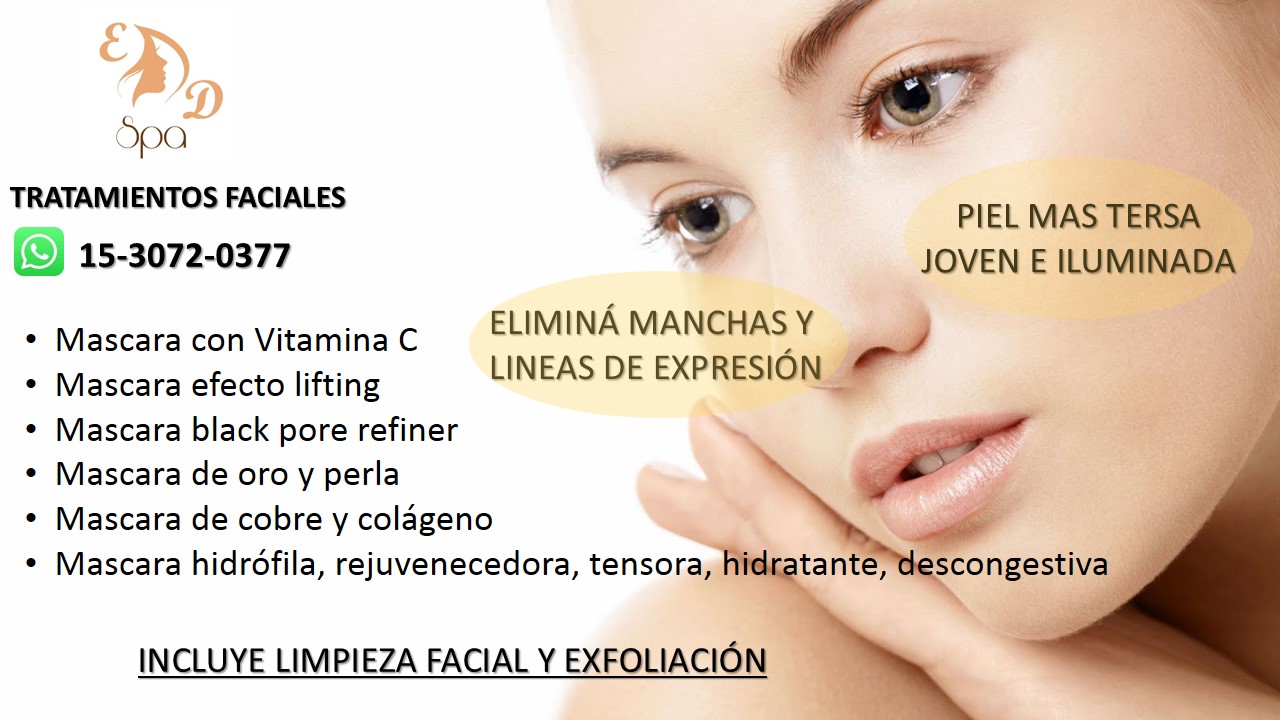 E D
Spa
TRATAMIENTOS FACIALES
15-3072-0377
PIEL MAS TERSA
JOVEN E ILUMINADA
ELIMINÁ MANCHAS Y
LINEAS DE EXPRESIÓN
• Mascara con Vitamina C
• Mascara efecto lifting
• Mascara black pore refiner
• Mascara de oro y perla
• Mascara de cobre y colágeno
• Mascara hidrófila, rejuvenecedora, tensora, hidratante, descongestiva
INCLUYE LIMPIEZA FACIAL Y EXFOLIACIÓN